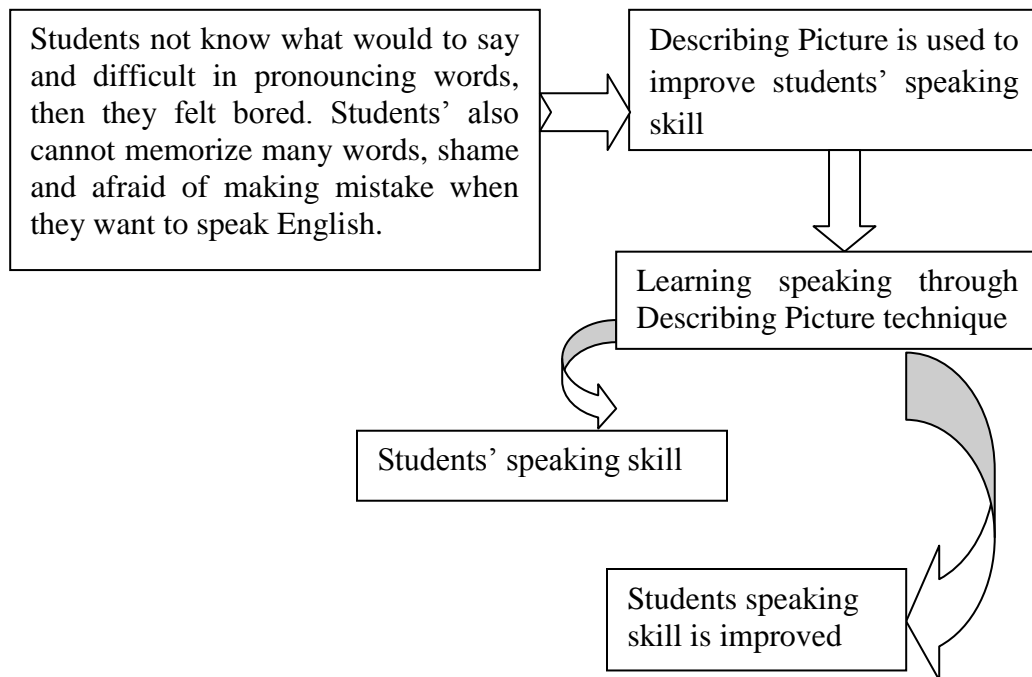 Students not know what would to say
and difficult in pronouncing words,
then they felt bored. Students’ also
cannot memorize many words, shame
and afraid of making mistake when
they want to speak English.
Describing Picture is used to
improve students’ speaking
skill
Learning speaking through
Describing Picture technique
Students’ speaking skill
Students speaking
skill is improved